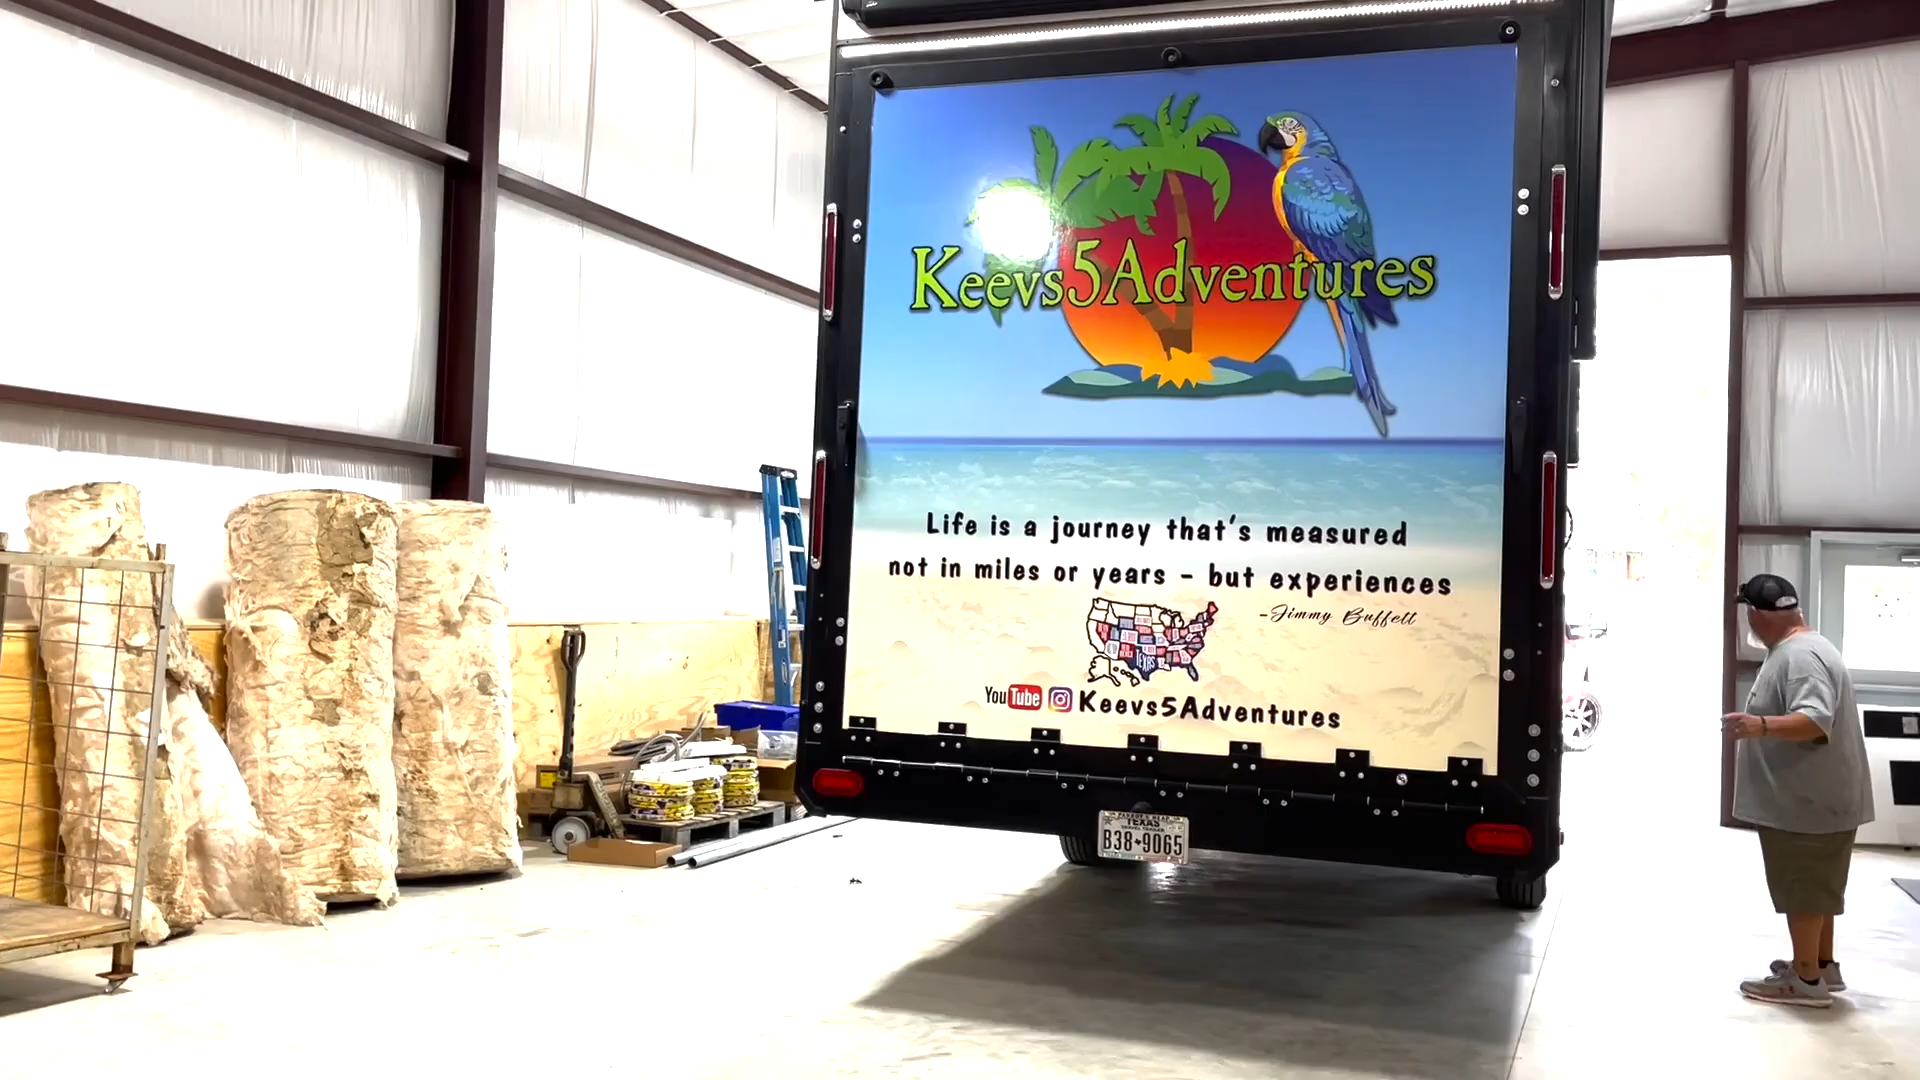 Keevs5Adventures
Life is a journey that's measured
not in miles or years - but experiences
-Jimmy Buffett
TEXAS
YouTube Keevs5Adventures
TEXAS
B38 9065